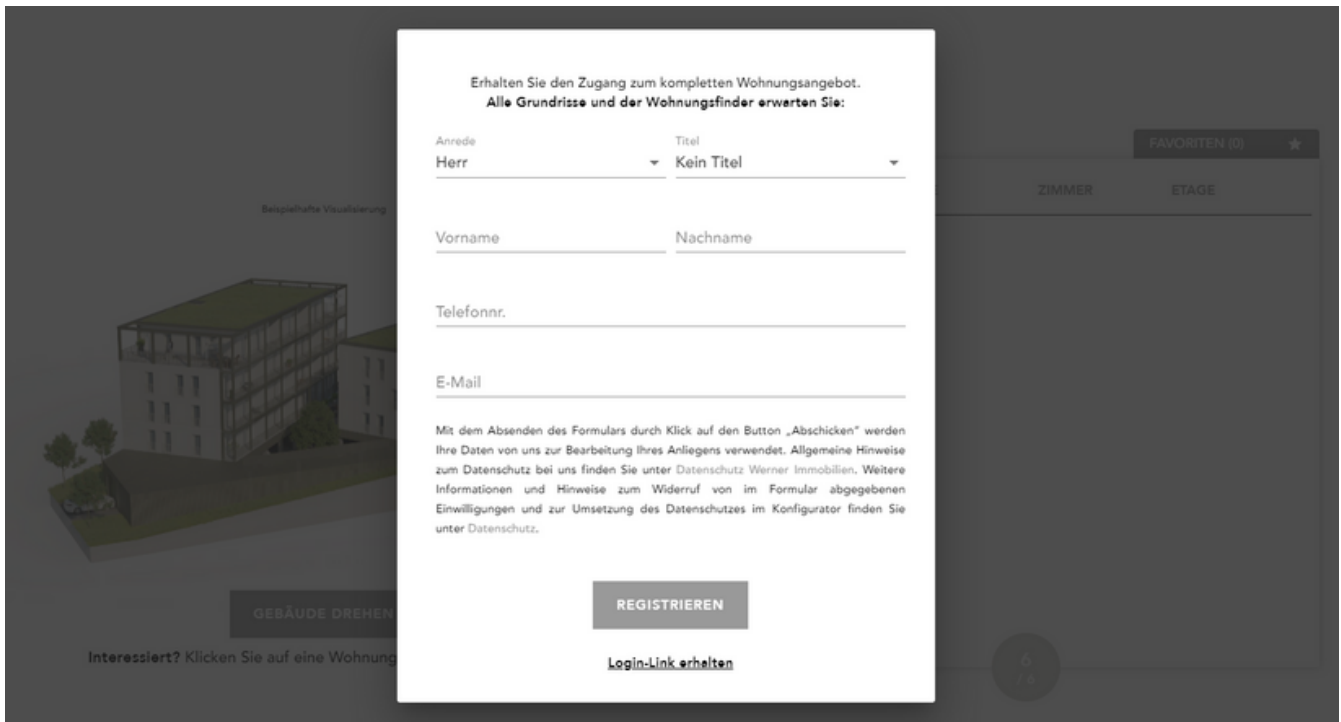 Erhalten Sie den Zugang zum kompletten Wohnungsangebot.
Alle Grundrisse und der Wohnungsfinder erwarten Sie:
Anrede
Titel
Herr
Kein Titel
FAVORITEN (0)
ZIMMER
ETAGE
Beispielhafte Visualisierung
Vorname
Nachname
Telefonnr.
E-Mail
Mit dem Absenden des Formulars durch Klick auf den Button „Abschicken“ werden
Ihre Daten von uns zur Bearbeitung Ihres Anliegens verwendet. Allgemeine Hinweise
zum Datenschutz bei uns finden Sie unter Datenschutz Werner Immobilien. Weitere
Informationen und Hinweise zum Widerruf von im Formular abgegebenen
Einwilligungen und zur Umsetzung des Datenschutzes im Konfigurator finden Sie
unter Datenschutz.
REGISTRIEREN
GEBÄUDE DREHEN
Interessiert? Klicken Sie auf eine Wohnung
Login-Link erhalten
6
/ 6